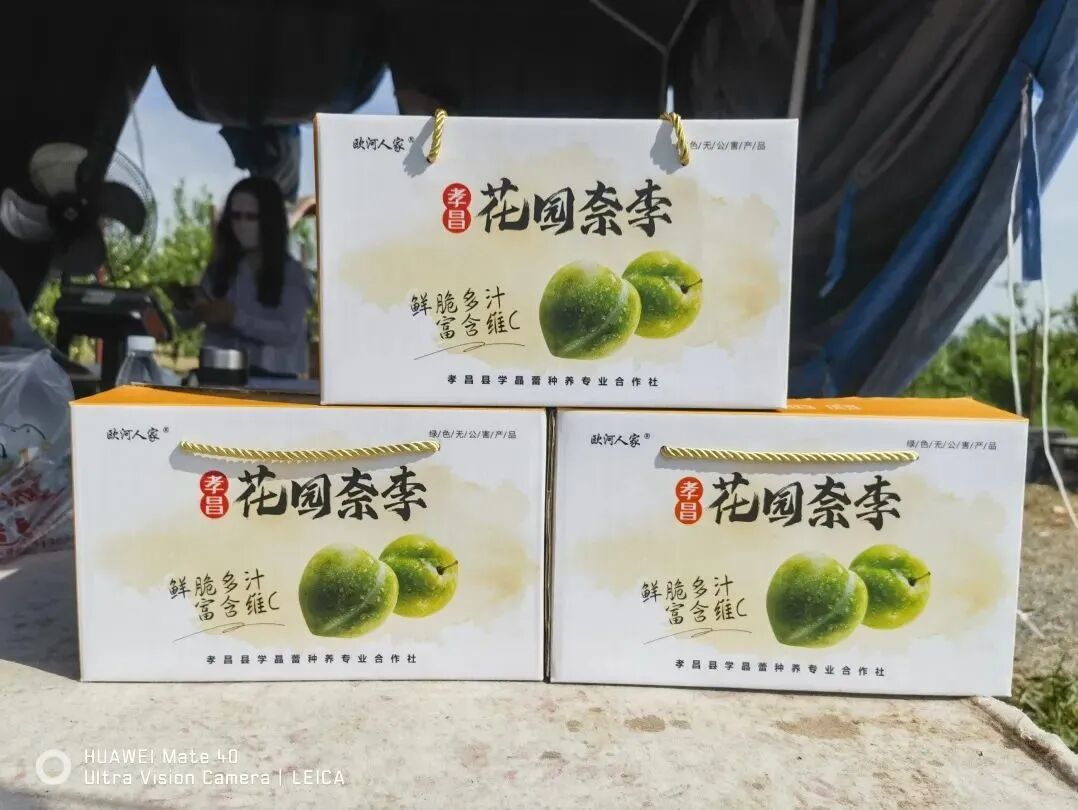 欧河人家®
色/无/公/害/产/品
孝昌 花园奈李
鲜脆多汁
富含维C
孝昌县学晶蕾种养专业合作社
欧河人家®
绿/色/无/公/害/产/品
孝昌 花园奈李
鲜脆多汁
富含维C
孝昌县学晶蕾种养专业合作社
欧河人家®
绿/色/无/公/害/产/品
孝昌 花园奈李
鲜脆多汁
富含维C
孝昌县学晶蕾种养专业合作社
HUAWEI Mate 40
Ultra Vision Camera | LEICA